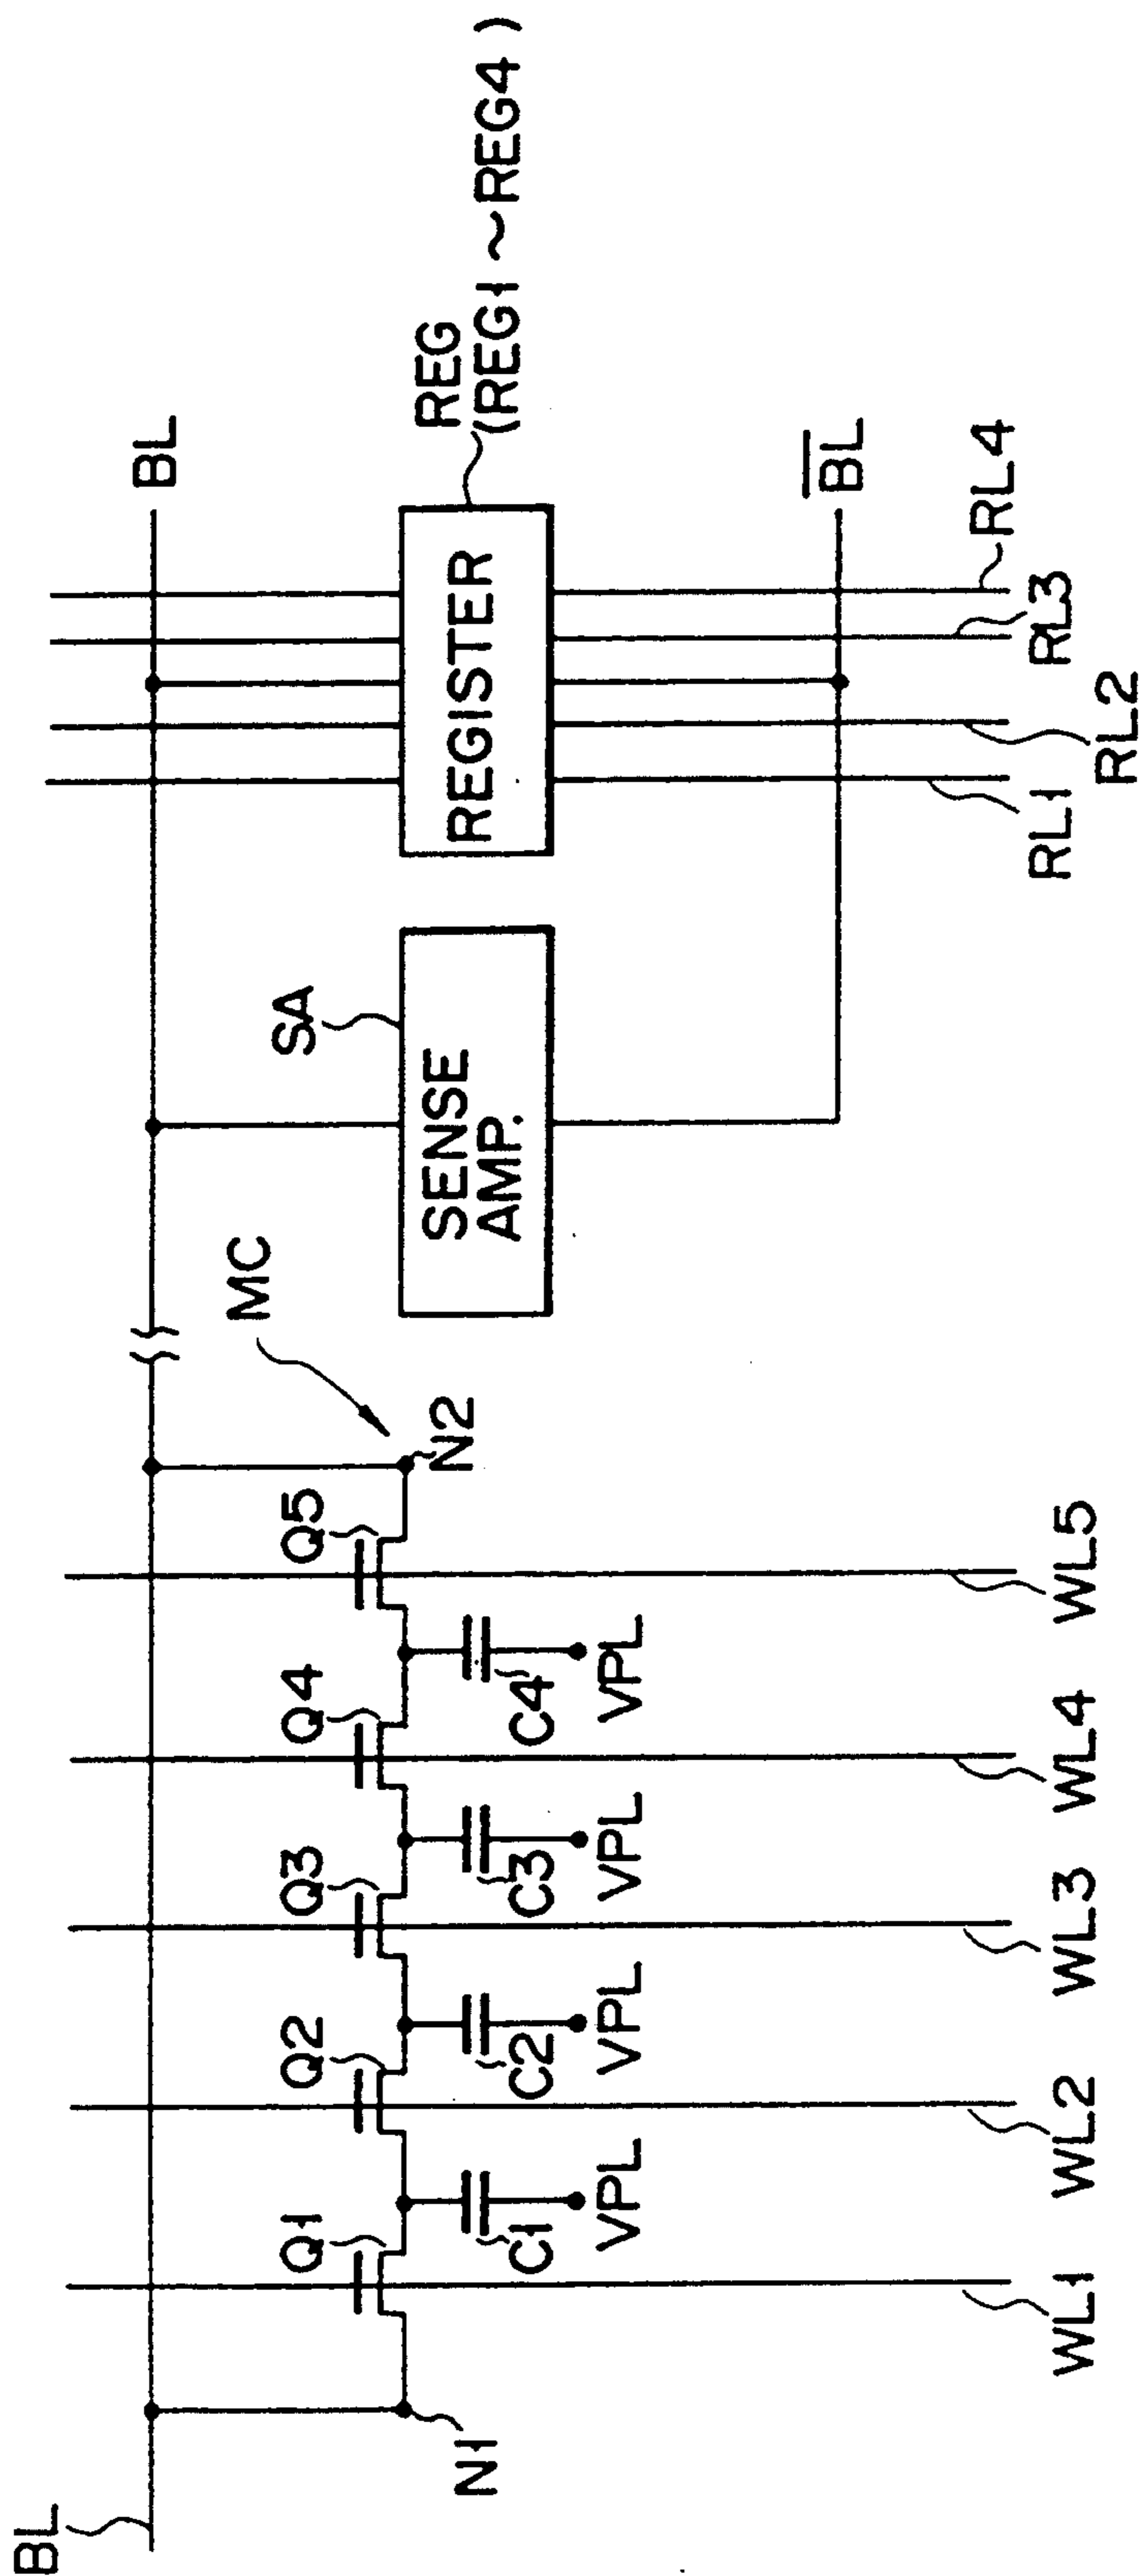 BL
BL
MC
SA
SENSE
AMP.
REGISTER
REG
(REG1 ~ REG4)
N1
Q1
Q2
Q3
Q4
Q5
N2
C1
C2
C3
C4
VPL
VPL
VPL
VPL
B̅L̅
WL1
WL2
WL3
WL4
WL5
RL1
RL2
RL3
RL4